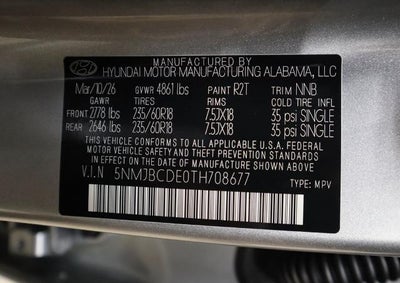 MANUFACTURED BY
HYUNDAI MOTOR MANUFACTURING ALABAMA, LLC
Mar/10/26 GVWR 4861 lbs PAINT R2T TRIM NNB
GAWR TIRES RIMS COLD TIRE INFL
FRONT 2778 lbs 235/60R18 7.5JX18 35 psi SINGLE
REAR 2646 lbs 235/60R18 7.5JX18 35 psi SINGLE
THIS VEHICLE CONFORMS TO ALL APPLICABLE U.S.A. FEDERAL
MOTOR VEHICLE SAFETY AND THEFT PREVENTION STANDARDS
IN EFFECT ON THE DATE OF MANUFACTURE SHOWN ABOVE.
V.I.N 5NMJBCDE0TH708677
TYPE: MPV